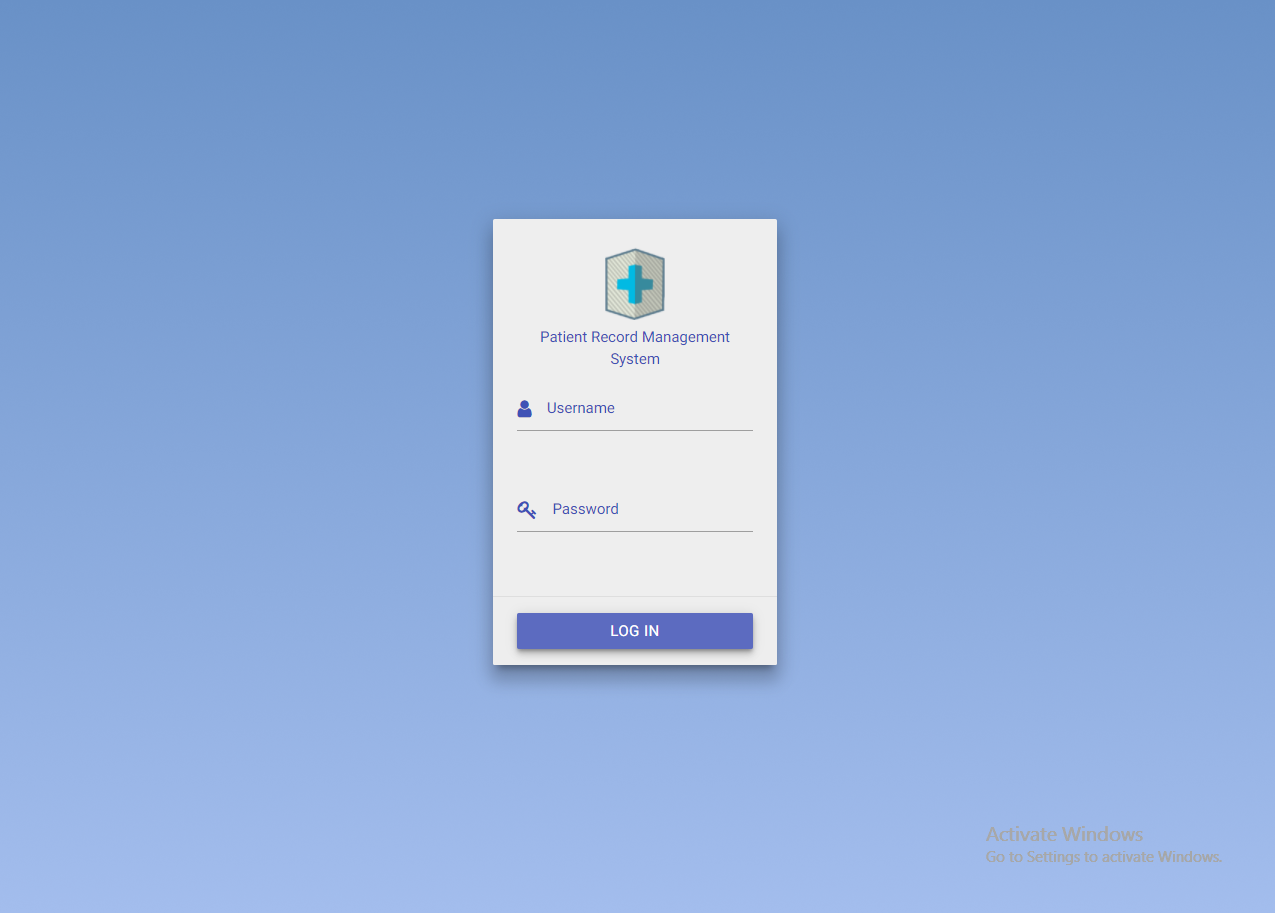 Patient Record Management
System
Username
Password
LOG IN
Activate Windows
Go to Settings to activate Windows.